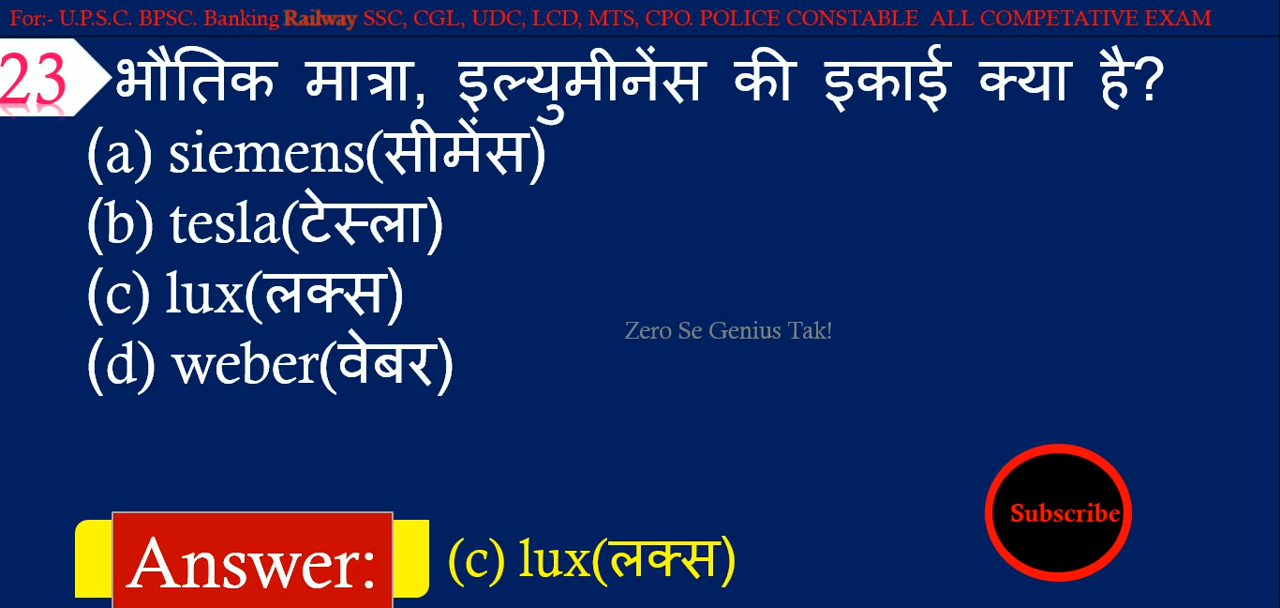 For:- U.P.S.C. BPSC. Banking Railway SSC, CGL, UDC, LCD, MTS, CPO. POLICE CONSTABLE ALL COMPETATIVE EXAM
23 भौतिक मात्रा, इल्युमीनेंस की इकाई क्या है?
(a) siemens(सीमेंस)
(b) tesla(टेस्ला)
(c) lux(लक्स)
Zero Se Genius Tak!
(d) weber(वेबर)
Subscribe
Answer: (c) lux(लक्स)